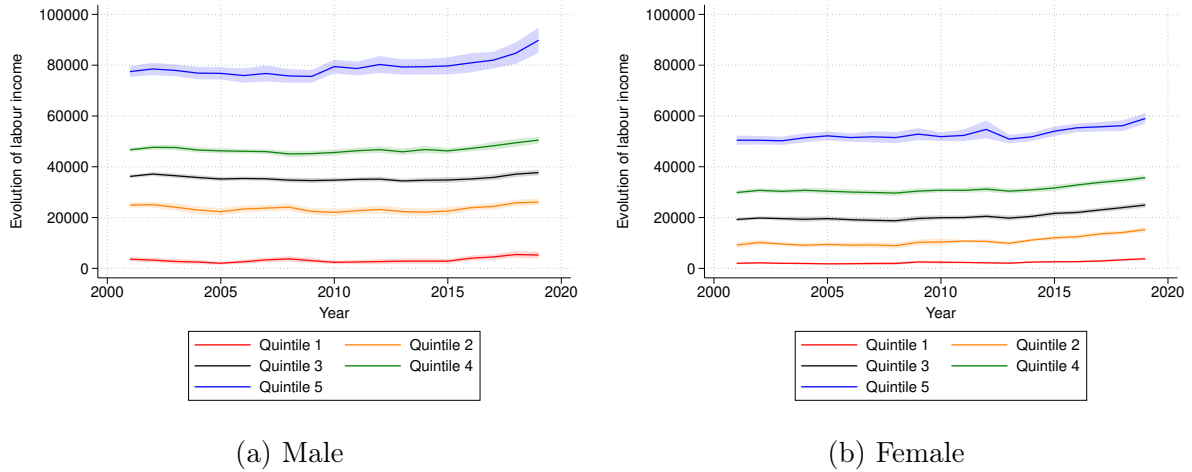 100000
80000
60000
40000
20000
0
Evolution of labour income
2000 2005 2010 2015 2020
Year
Quintile 1 Quintile 2
Quintile 3 Quintile 4
Quintile 5
(a) Male
100000
80000
60000
40000
20000
0
Evolution of labour income
2000 2005 2010 2015 2020
Year
Quintile 1 Quintile 2
Quintile 3 Quintile 4
Quintile 5
(b) Female